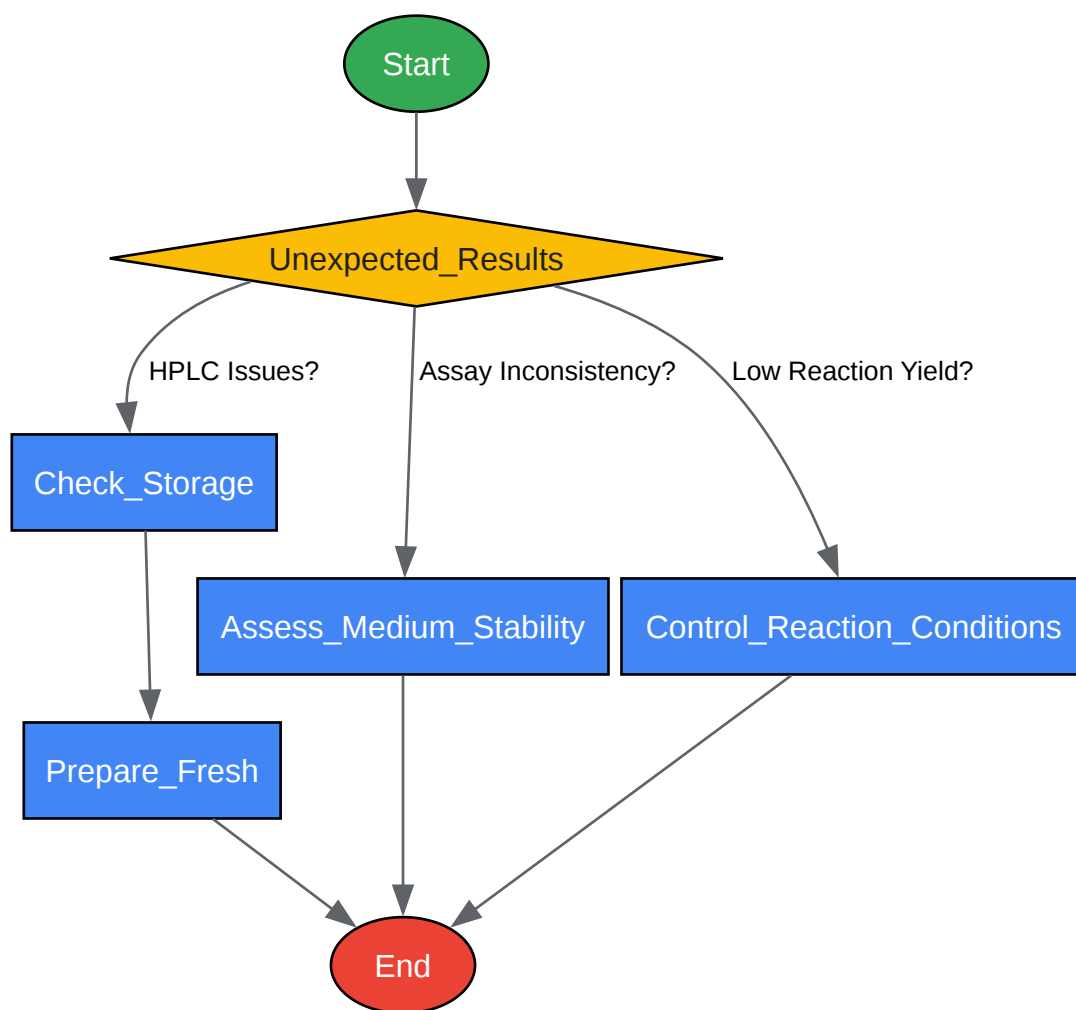 Start
Unexpected_Results
HPLC Issues?
Assay Inconsistency?
Low Reaction Yield?
Check_Storage
Assess_Medium_Stability
Control_Reaction_Conditions
Prepare_Fresh
End